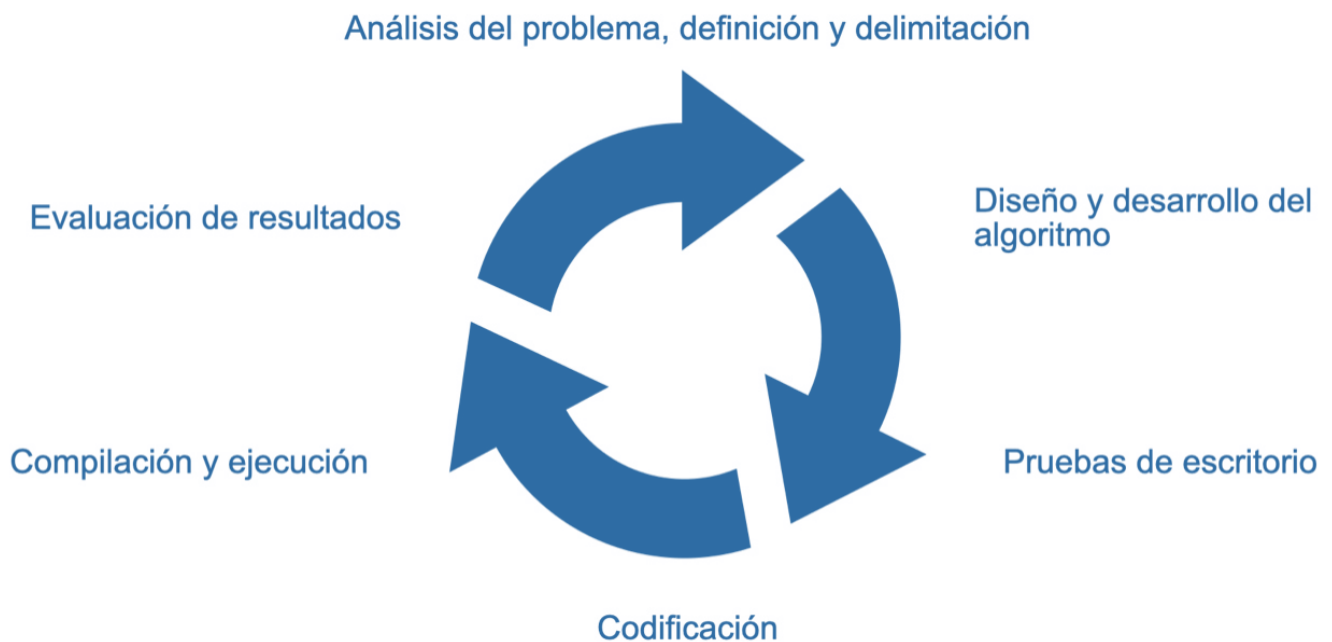 Análisis del problema, definición y delimitación
Diseño y desarrollo del
algoritmo
Pruebas de escritorio
Codificación
Compilación y ejecución
Evaluación de resultados